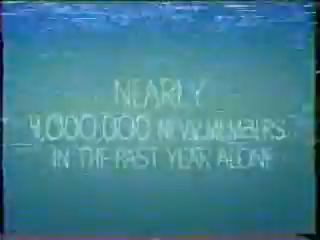 NEARLY
4,000,000 NEW MEMBERS
IN THE PAST YEAR ALONE